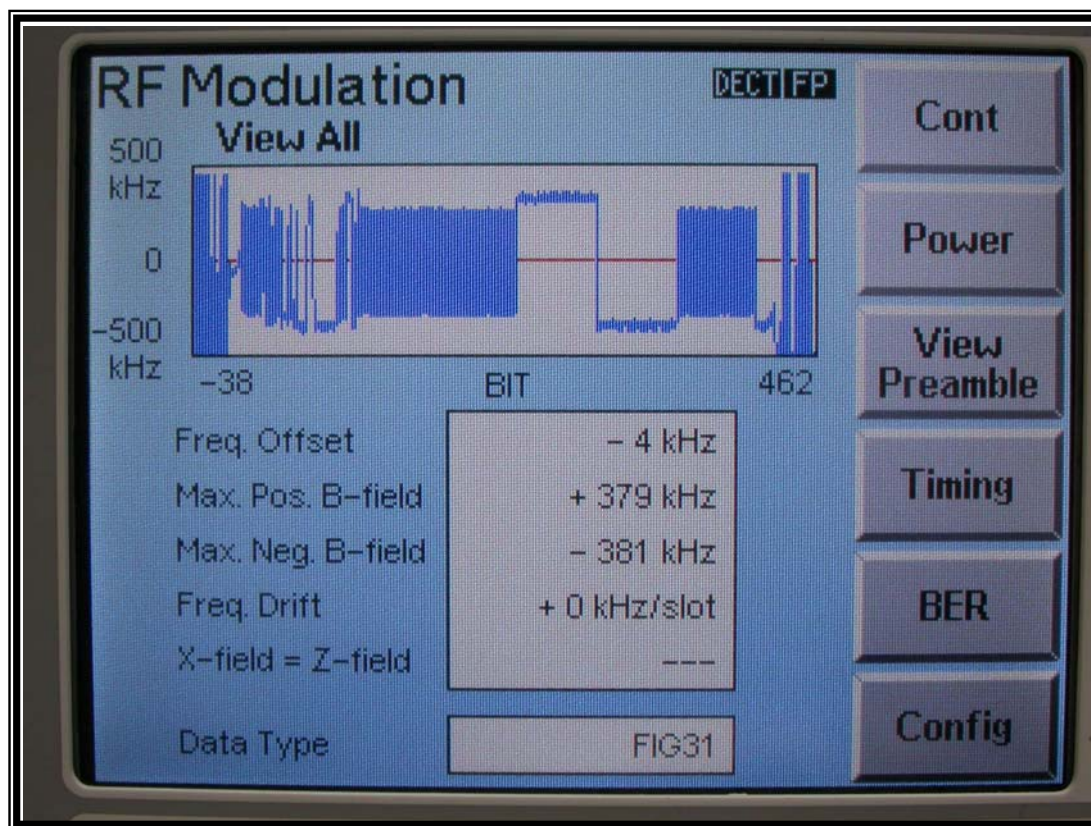 RF Modulation
DECT FP
View All
500
kHz
0
-500
kHz
-38
BIT
462
Freq. Offset
- 4 kHz
Max. Pos. B-field
+ 379 kHz
Max. Neg. B-field
- 381 kHz
Freq. Drift
+ 0 kHz/slot
X-field = Z-field
---
Data Type
FIG31
Cont
Power
View
Preamble
Timing
BER
Config